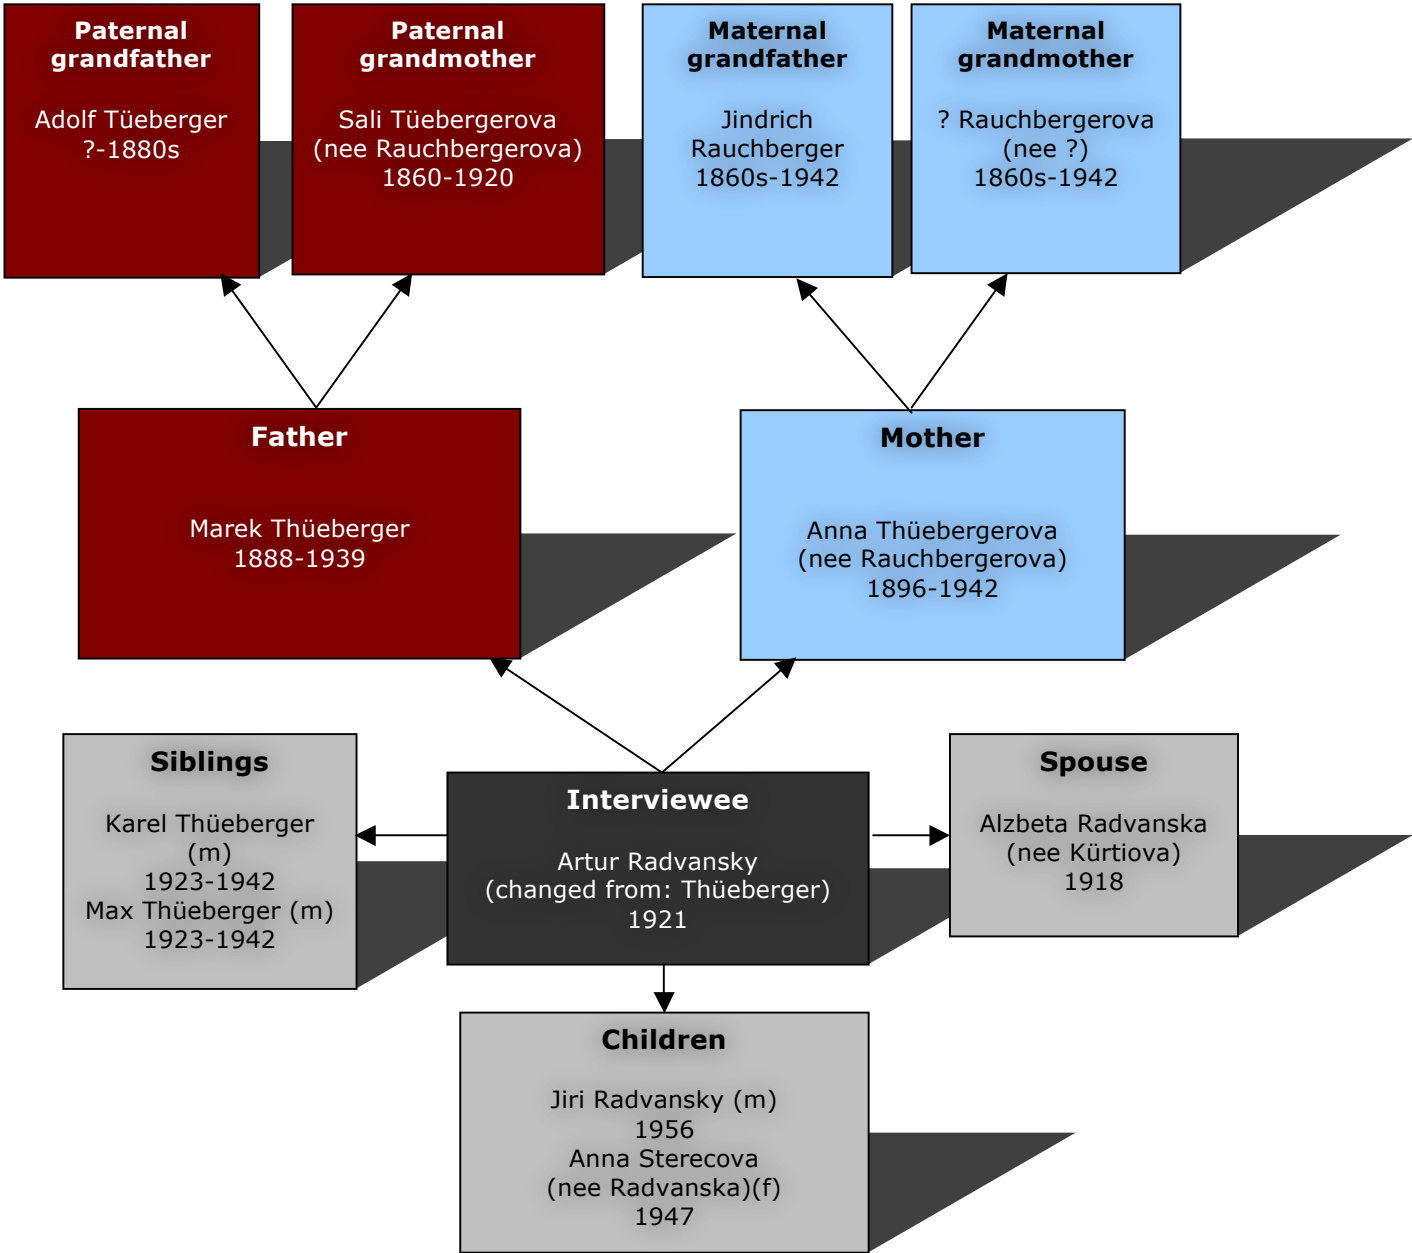 Paternal
grandfather
Adolf Tüeberger
?-1880s
Paternal
grandmother
Sali Tüebergerova
(nee Rauchbergerova)
1860-1920
Maternal
grandfather
Jindrich
Rauchberger
1860s-1942
Maternal
grandmother
? Rauchbergerova
(nee ?)
1860s-1942
Father
Marek Thüeberger
1888-1939
Mother
Anna Thüebergerova
(nee Rauchbergerova)
1896-1942
Siblings
Karel Thüeberger
(m)
1923-1942
Max Thüeberger (m)
1923-1942
Interviewee
Artur Radvansky
(changed from: Thüeberger)
1921
Spouse
Alzbeta Radvanska
(nee Kürtiova)
1918
Children
Jiri Radvansky (m)
1956
Anna Sterecova
(nee Radvanska)(f)
1947